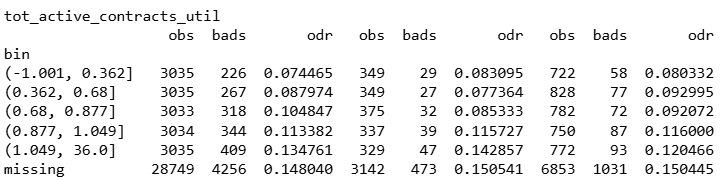 tot_active_contracts_util
obs bads odr obs bads odr obs bads odr
bin
(-1.001, 0.362] 3035 226 0.074465 349 29 0.083095 722 58 0.080332
(0.362, 0.68] 3035 267 0.087974 349 27 0.077364 828 77 0.092995
(0.68, 0.877] 3033 318 0.104847 375 32 0.085333 782 72 0.092072
(0.877, 1.049] 3034 344 0.113382 337 39 0.115727 750 87 0.116000
(1.049, 36.0] 3035 409 0.134761 329 47 0.142857 772 93 0.120466
missing 28749 4256 0.148040 3142 473 0.150541 6853 1031 0.150445